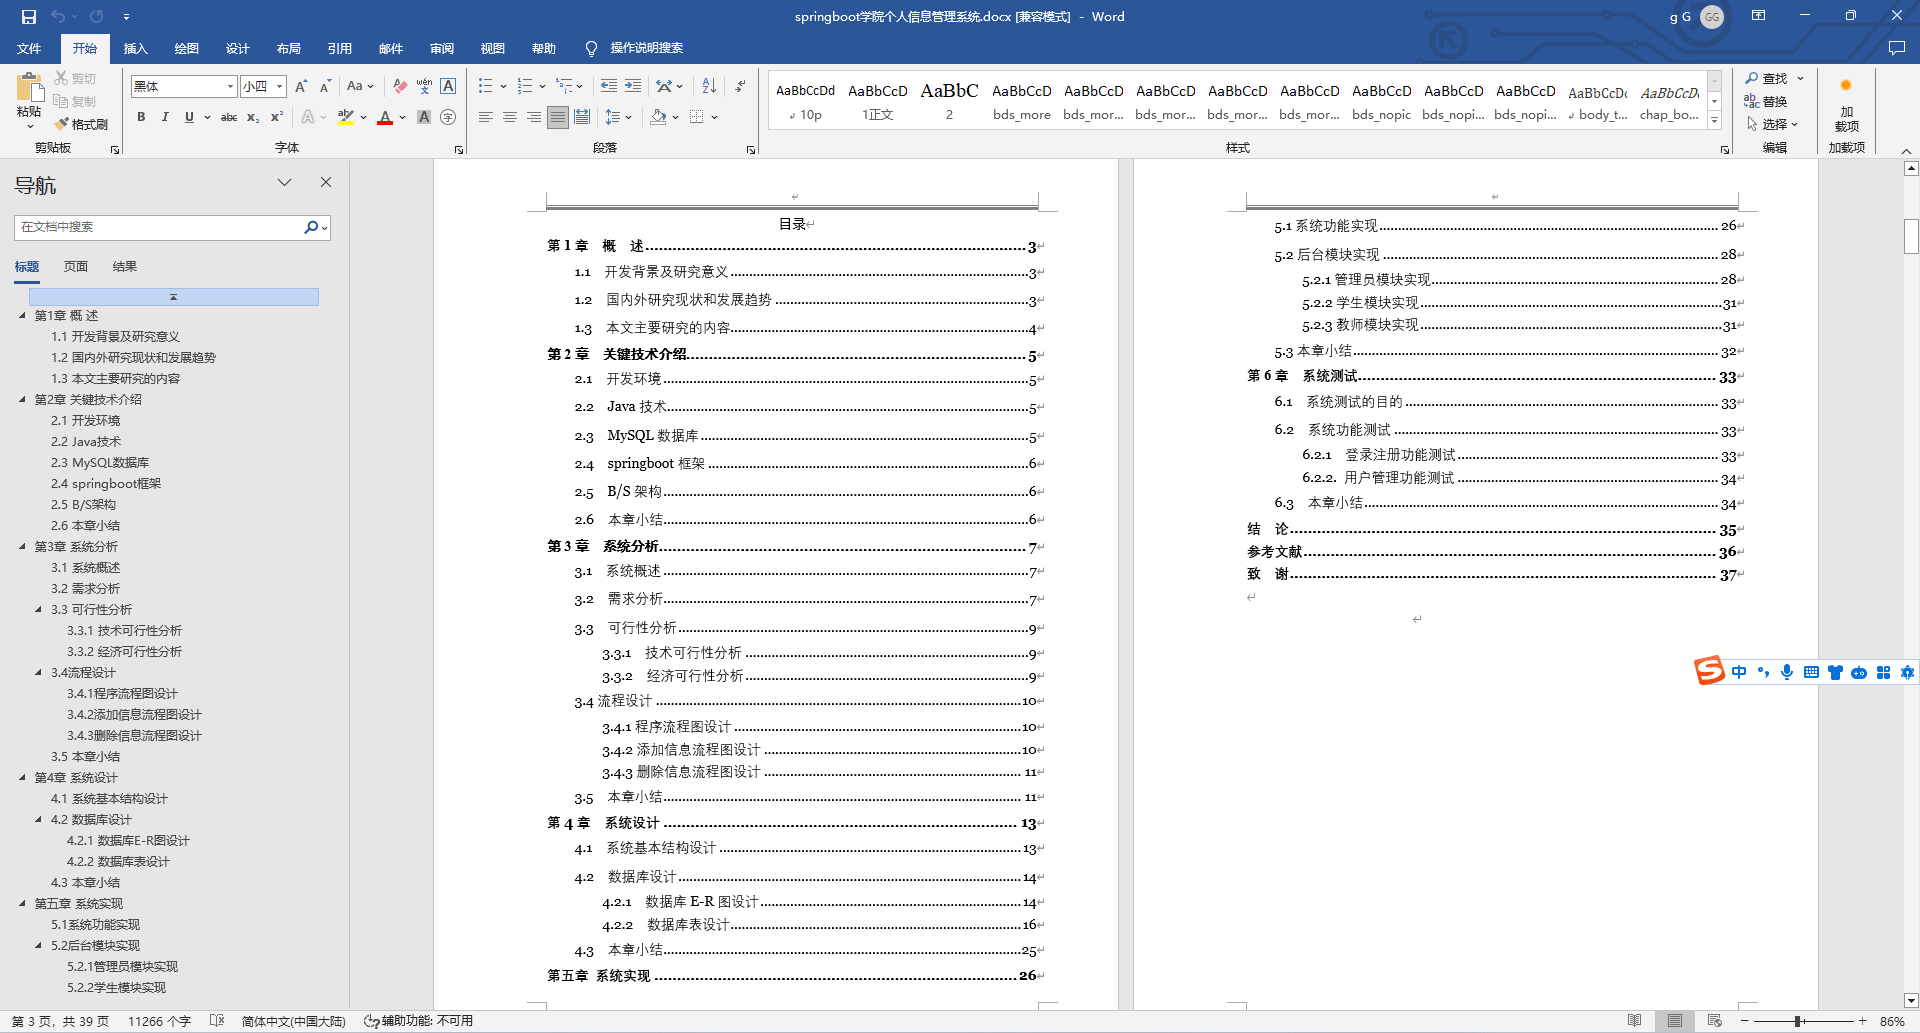 springboot学院个人信息管理系统.docx [兼容模式] - Word
g G GG
文件 开始 插入 绘图 设计 布局 引用 邮件 审阅 视图 帮助 操作说明搜索
粘贴 剪切 复制 格式刷
剪贴板
黑体 小四
字体
段落
AaBbCcDd 10p
AaBbCcD 1正文
AaBbC 2
AaBbCcD bds_more
AaBbCcD bds_mor...
AaBbCcD bds_mor...
AaBbCcD bds_mor...
AaBbCcD bds_mor...
AaBbCcD bds_nopic
AaBbCcD bds_nopi...
AaBbCcD bds_nopi...
AaBbCcDc body_t...
AaBbCcDc chap_bo...
样式
查找
替换
选择
编辑
加载项
加载项
导航
在文档中搜索
标题 页面 结果
第1章 概 述
1.1 开发背景及研究意义
1.2 国内外研究现状和发展趋势
1.3 本文主要研究的内容
第2章 关键技术介绍
2.1 开发环境
2.2 Java技术
2.3 MySQL数据库
2.4 springboot框架
2.5 B/S架构
2.6 本章小结
第3章 系统分析
3.1 系统概述
3.2 需求分析
3.3 可行性分析
3.3.1 技术可行性分析
3.3.2 经济可行性分析
3.4流程设计
3.4.1程序流程图设计
3.4.2添加信息流程图设计
3.4.3删除信息流程图设计
3.5 本章小结
第4章 系统设计
4.1 系统基本结构设计
4.2 数据库设计
4.2.1 数据库E-R图设计
4.2.2 数据库表设计
4.3 本章小结
第五章 系统实现
5.1系统功能实现
5.2后台模块实现
5.2.1管理员模块实现
5.2.2学生模块实现
目录
第 1 章 概 述 3
1.1 开发背景及研究意义 3
1.2 国内外研究现状和发展趋势 3
1.3 本文主要研究的内容 4
第 2 章 关键技术介绍 5
2.1 开发环境 5
2.2 Java 技术 5
2.3 MySQL 数据库 5
2.4 springboot 框架 6
2.5 B/S 架构 6
2.6 本章小结 6
第 3 章 系统分析 7
3.1 系统概述 7
3.2 需求分析 7
3.3 可行性分析 9
3.3.1 技术可行性分析 9
3.3.2 经济可行性分析 9
3.4 流程设计 10
3.4.1 程序流程图设计 10
3.4.2 添加信息流程图设计 10
3.4.3 删除信息流程图设计 11
3.5 本章小结 11
第 4 章 系统设计 13
4.1 系统基本结构设计 13
4.2 数据库设计 14
4.2.1 数据库 E-R 图设计 14
4.2.2 数据库表设计 16
4.3 本章小结 25
第五章 系统实现 26
5.1 系统功能实现 26
5.2 后台模块实现 28
5.2.1 管理员模块实现 28
5.2.2 学生模块实现 31
5.2.3 教师模块实现 31
5.3 本章小结 32
第 6 章 系统测试 33
6.1 系统测试的目的 33
6.2 系统功能测试 33
6.2.1 登录注册功能测试 33
6.2.2. 用户管理功能测试 34
6.3 本章小结 34
结 论 35
参考文献 36
致 谢 37
中
第 3 页，共 39 页 11266 个字 简体中文(中国大陆) 辅助功能: 不可用 86%